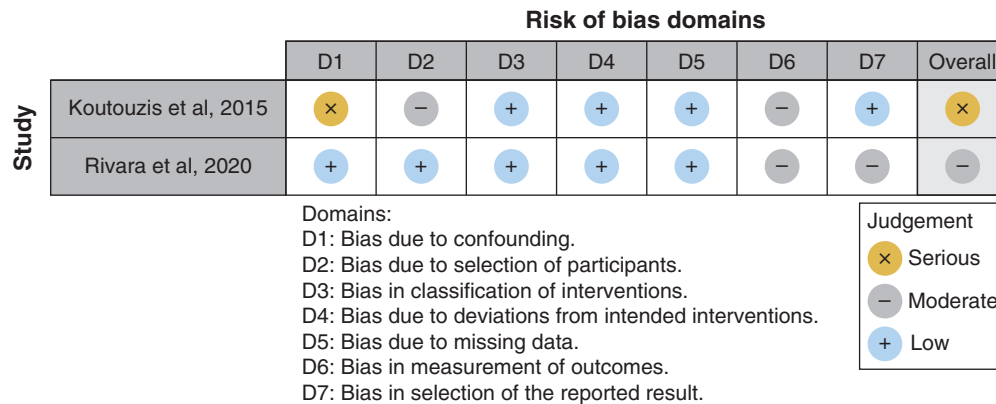 Risk of bias domains
D1 D2 D3 D4 D5 D6 D7 Overall
Study
Koutouzis et al, 2015 × − + + + − + ×
Rivara et al, 2020 + + + + + − − −
Domains:
D1: Bias due to confounding.
D2: Bias due to selection of participants.
D3: Bias in classification of interventions.
D4: Bias due to deviations from intended interventions.
D5: Bias due to missing data.
D6: Bias in measurement of outcomes.
D7: Bias in selection of the reported result.
Judgement
× Serious
− Moderate
+ Low